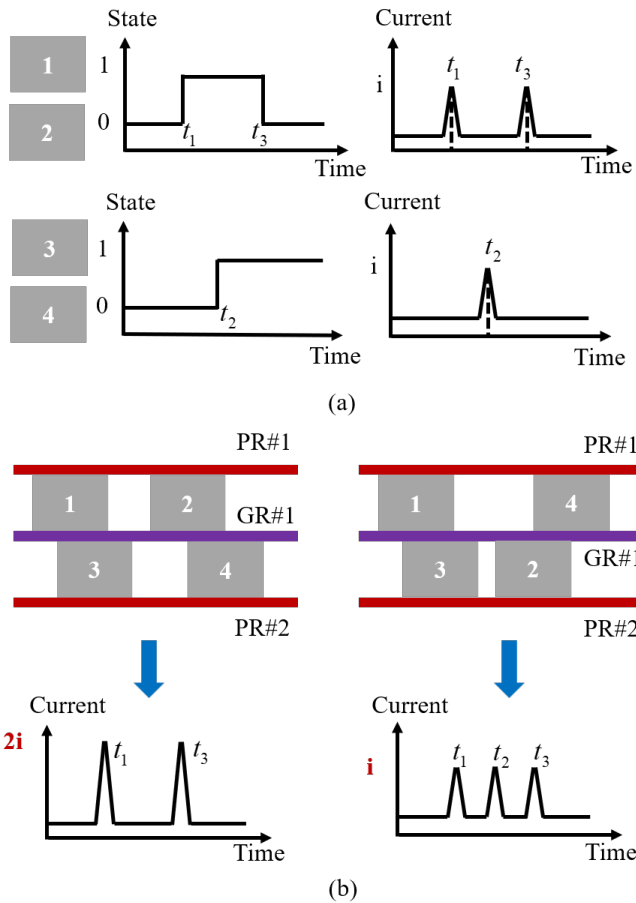 State
Current
1
1
2
0
t₁
t₃
Time
i
t₁
t₃
Time
State
Current
3
1
4
0
t₂
Time
i
t₂
Time
(a)
PR#1
1
2
GR#1
3
4
PR#2
PR#1
1
4
GR#1
3
2
PR#2
Current
2i
t₁
t₃
Time
Current
i
t₁
t₂
t₃
Time
(b)